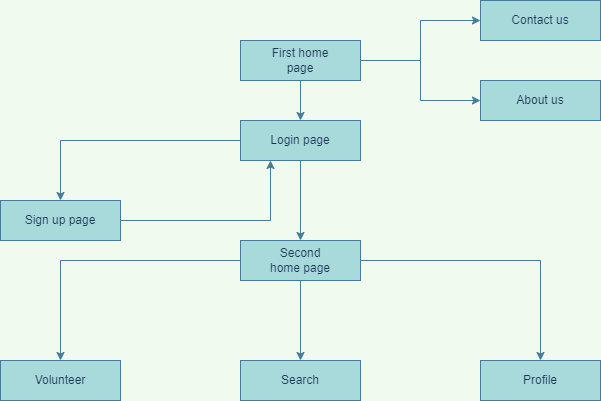 Contact us
First home
page
About us
Login page
Sign up page
Second
home page
Volunteer
Search
Profile